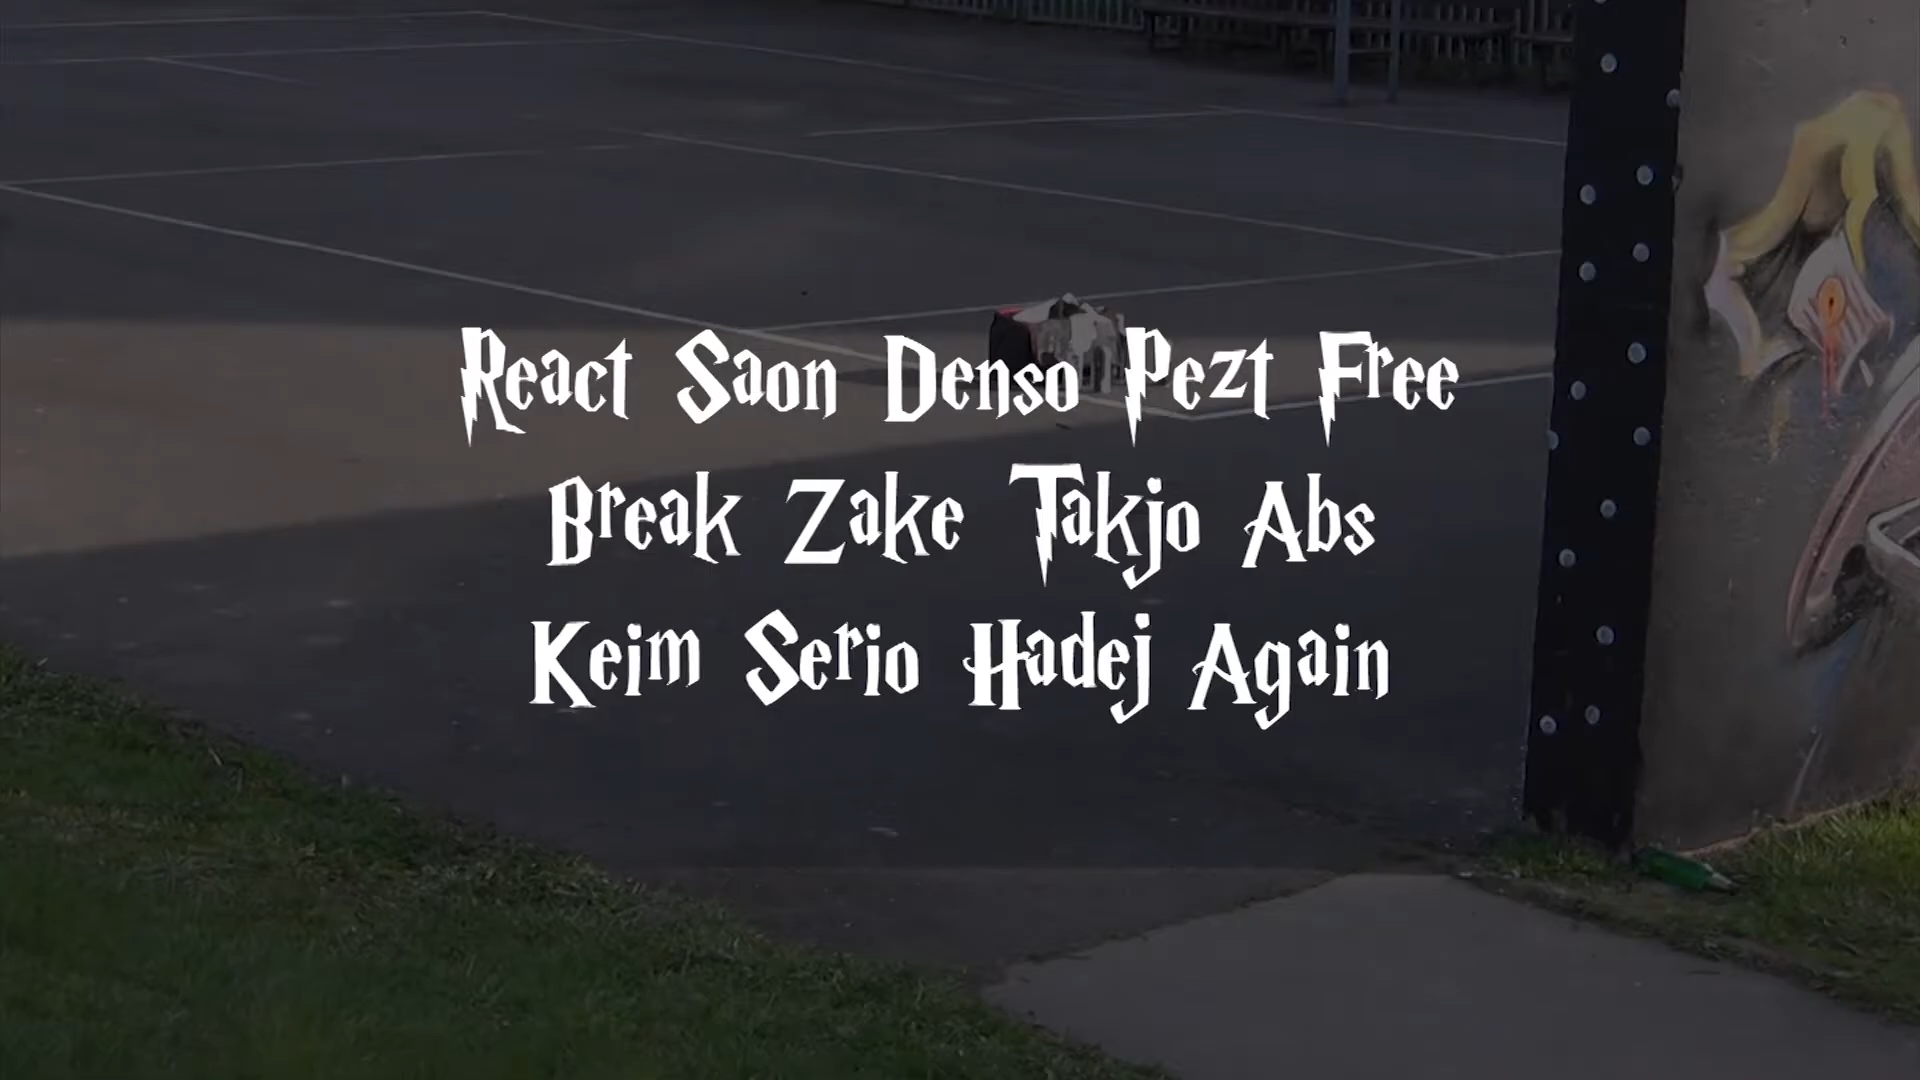 React Saon Denso Pezt Free
Break Zake Takjo Abs
Keim Serio Hadej Again